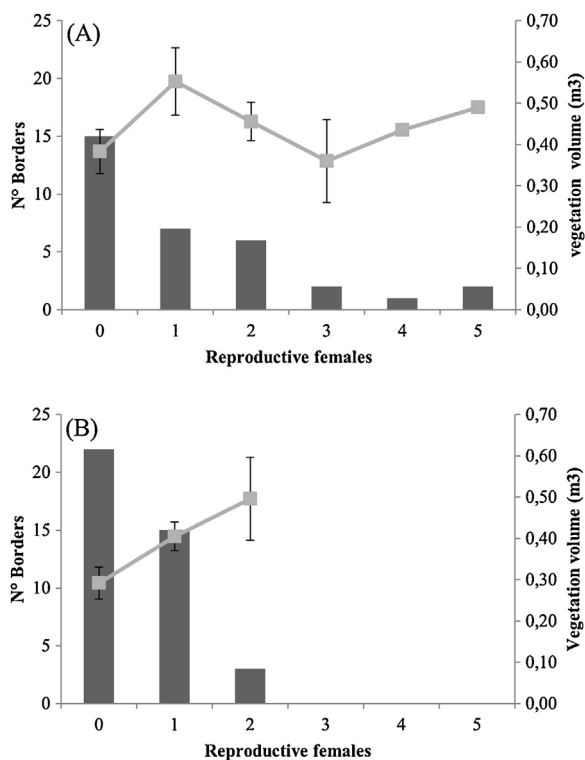 (A)
25
20
15
10
5
0
N° Borders
0,70
0,60
0,50
0,40
0,30
0,20
0,10
0,00
vegetation volume (m3)
0 1 2 3 4 5
Reproductive females
(B)
25
20
15
10
5
0
N° Borders
0,70
0,60
0,50
0,40
0,30
0,20
0,10
0,00
Vegetation volume (m3)
0 1 2 3 4 5
Reproductive females